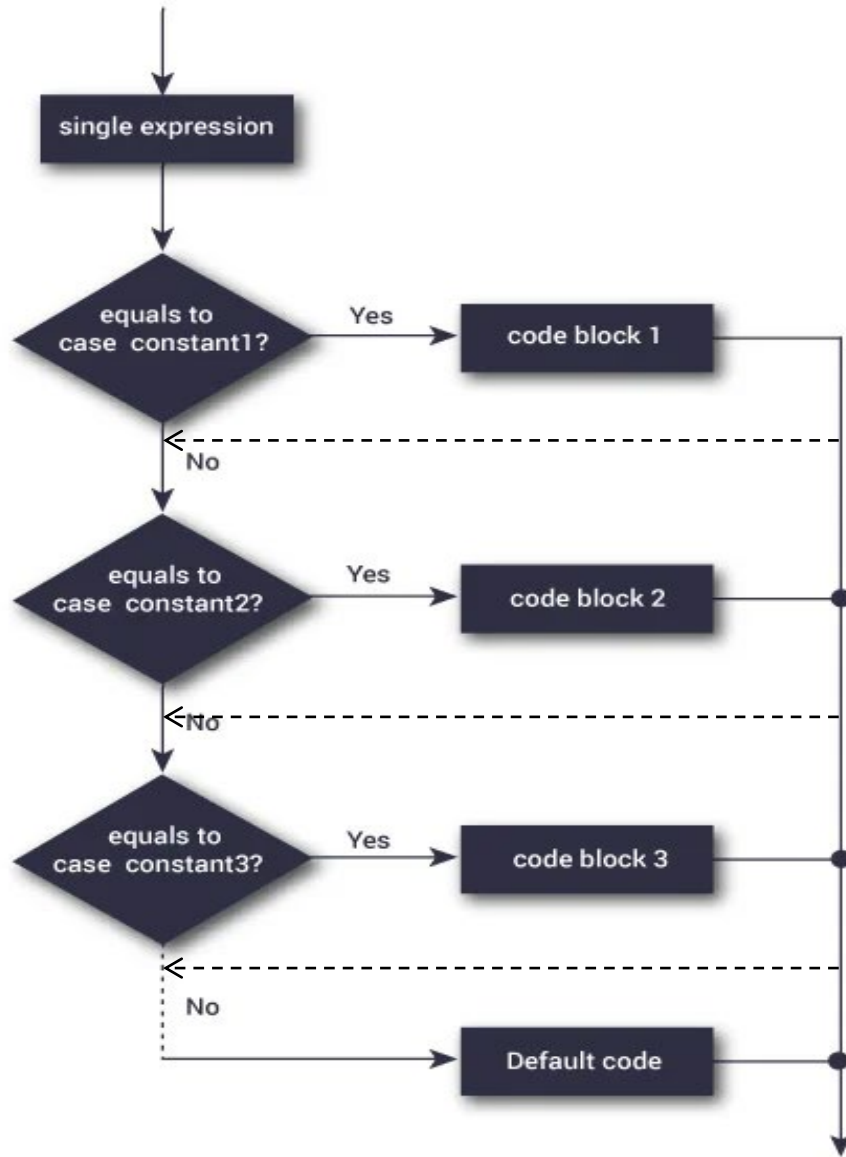 single expression
equals to
case constant1?
Yes
code block 1
No
equals to
case constant2?
Yes
code block 2
No
equals to
case constant3?
Yes
code block 3
No
Default code